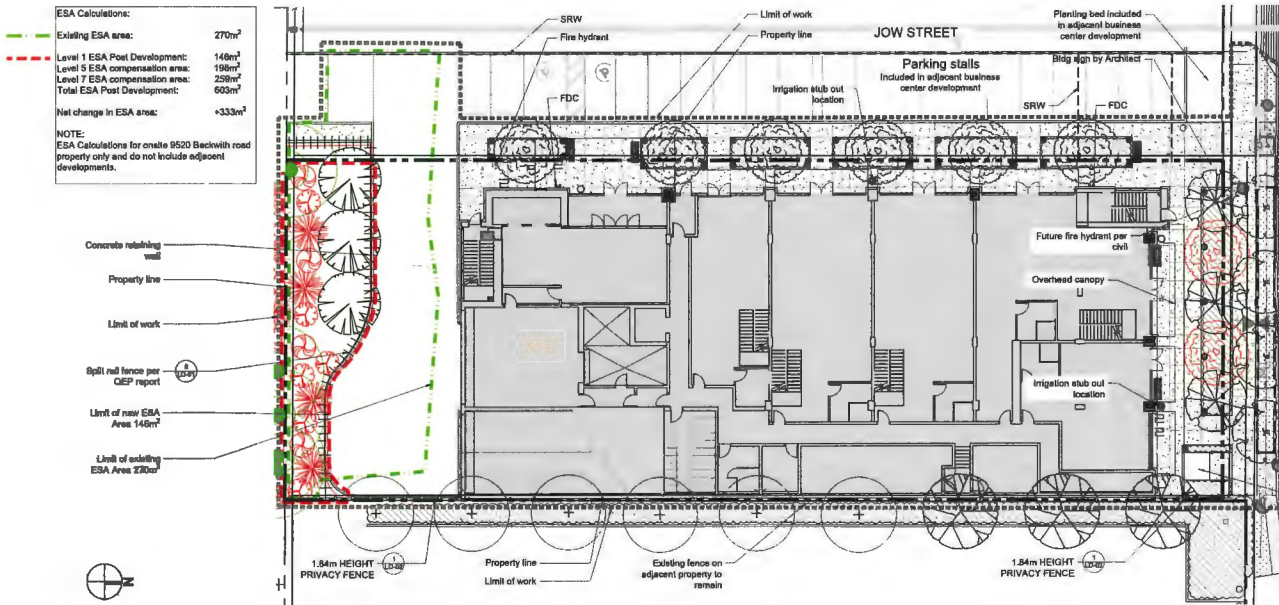 ESA Calculations:
Existing ESA area: 270m²
Level 1 ESA Post Development: 146m²
Level 5 ESA compensation area: 198m²
Level 7 ESA compensation area: 259m²
Total ESA Post Development: 603m²
Net change in ESA area: +333m²
NOTE:
ESA Calculations for onsite 9520 Beckwith road
property only and do not include adjacent
developments.
SRW
Fire hydrant
FDC
Limit of work
Property line
JOW STREET
Parking stalls
Included in adjacent business
center development
Irrigation stub out
location
SRW
FDC
Planting bed included
in adjacent business
center development
Bldg sign by Architect
Concrete retaining
wall
Property line
Limit of work
Split rail fence per
QEP report
Limit of new ESA
Area 146m²
Limit of existing
ESA Area 270m²
Future fire hydrant per
civil
Overhead canopy
Irrigation stub out
location
1.84m HEIGHT
PRIVACY FENCE
Property line
Limit of work
Existing fence on
adjacent property to
remain
1.84m HEIGHT
PRIVACY FENCE
N